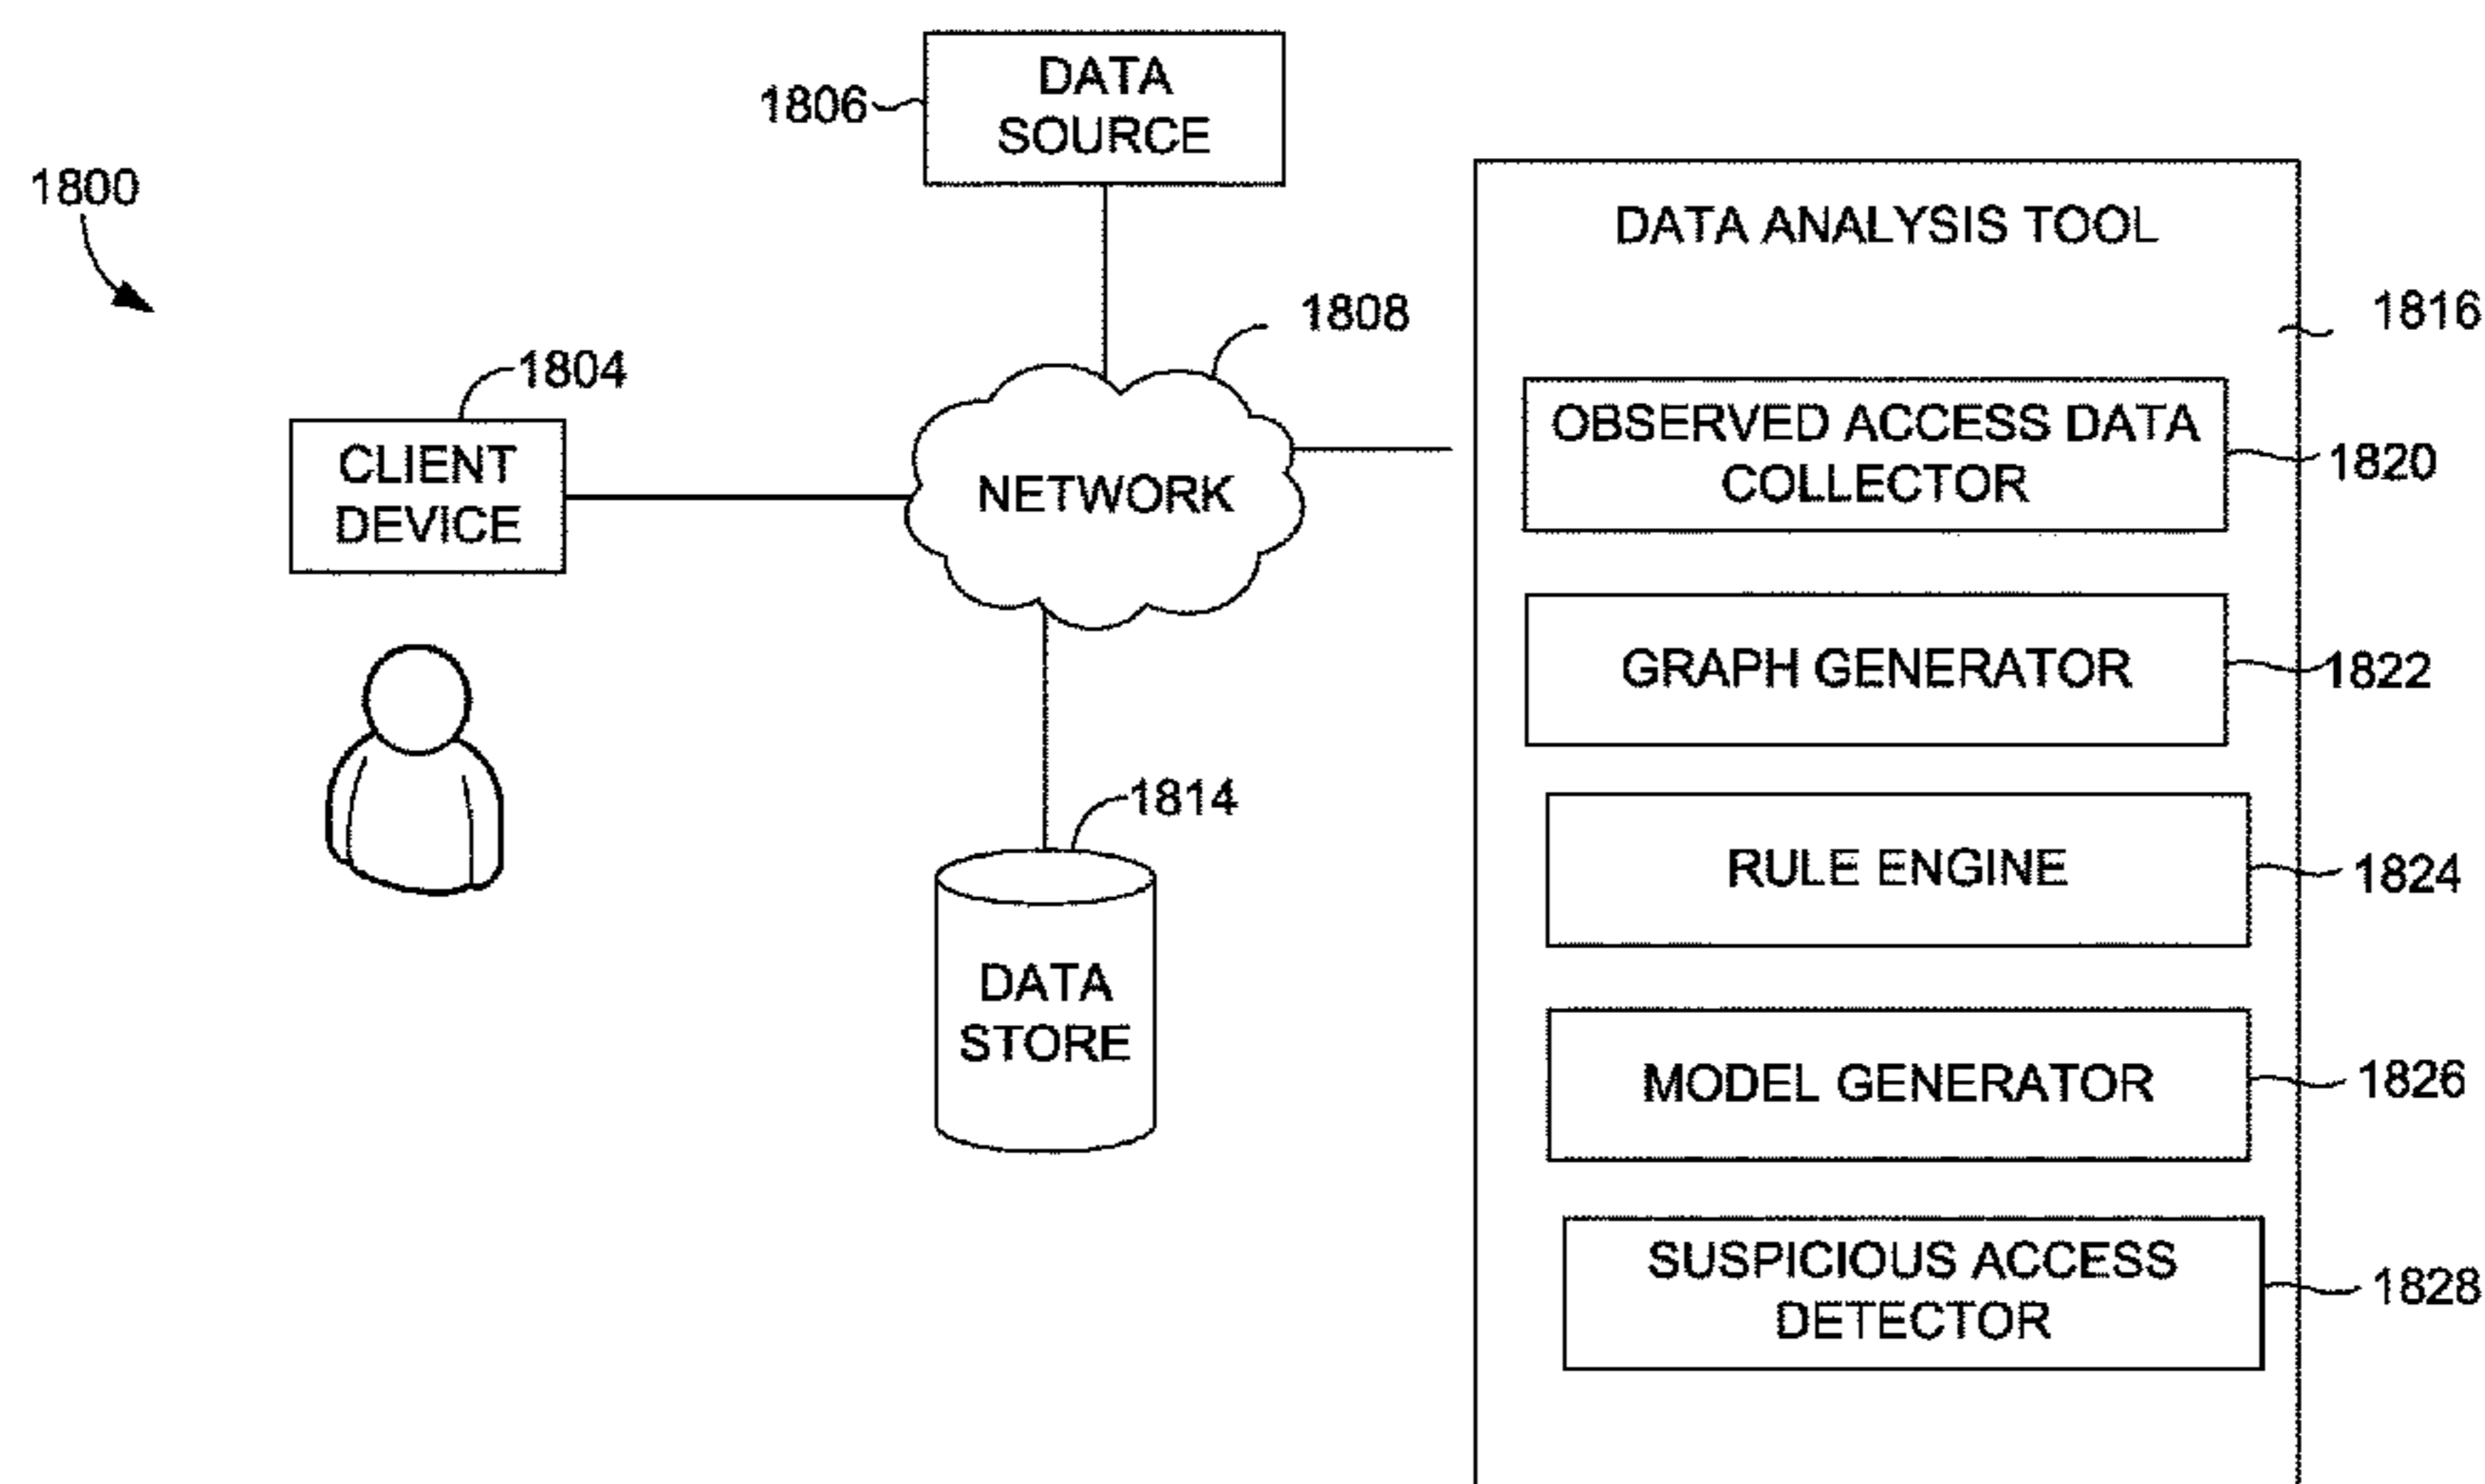 DATA
SOURCE
1806
1800
DATA ANALYSIS TOOL
1808
1816
1804
CLIENT
DEVICE
NETWORK
OBSERVED ACCESS DATA
COLLECTOR
1820
GRAPH GENERATOR
1822
1814
DATA
STORE
RULE ENGINE
1824
MODEL GENERATOR
1826
SUSPICIOUS ACCESS
DETECTOR
1828